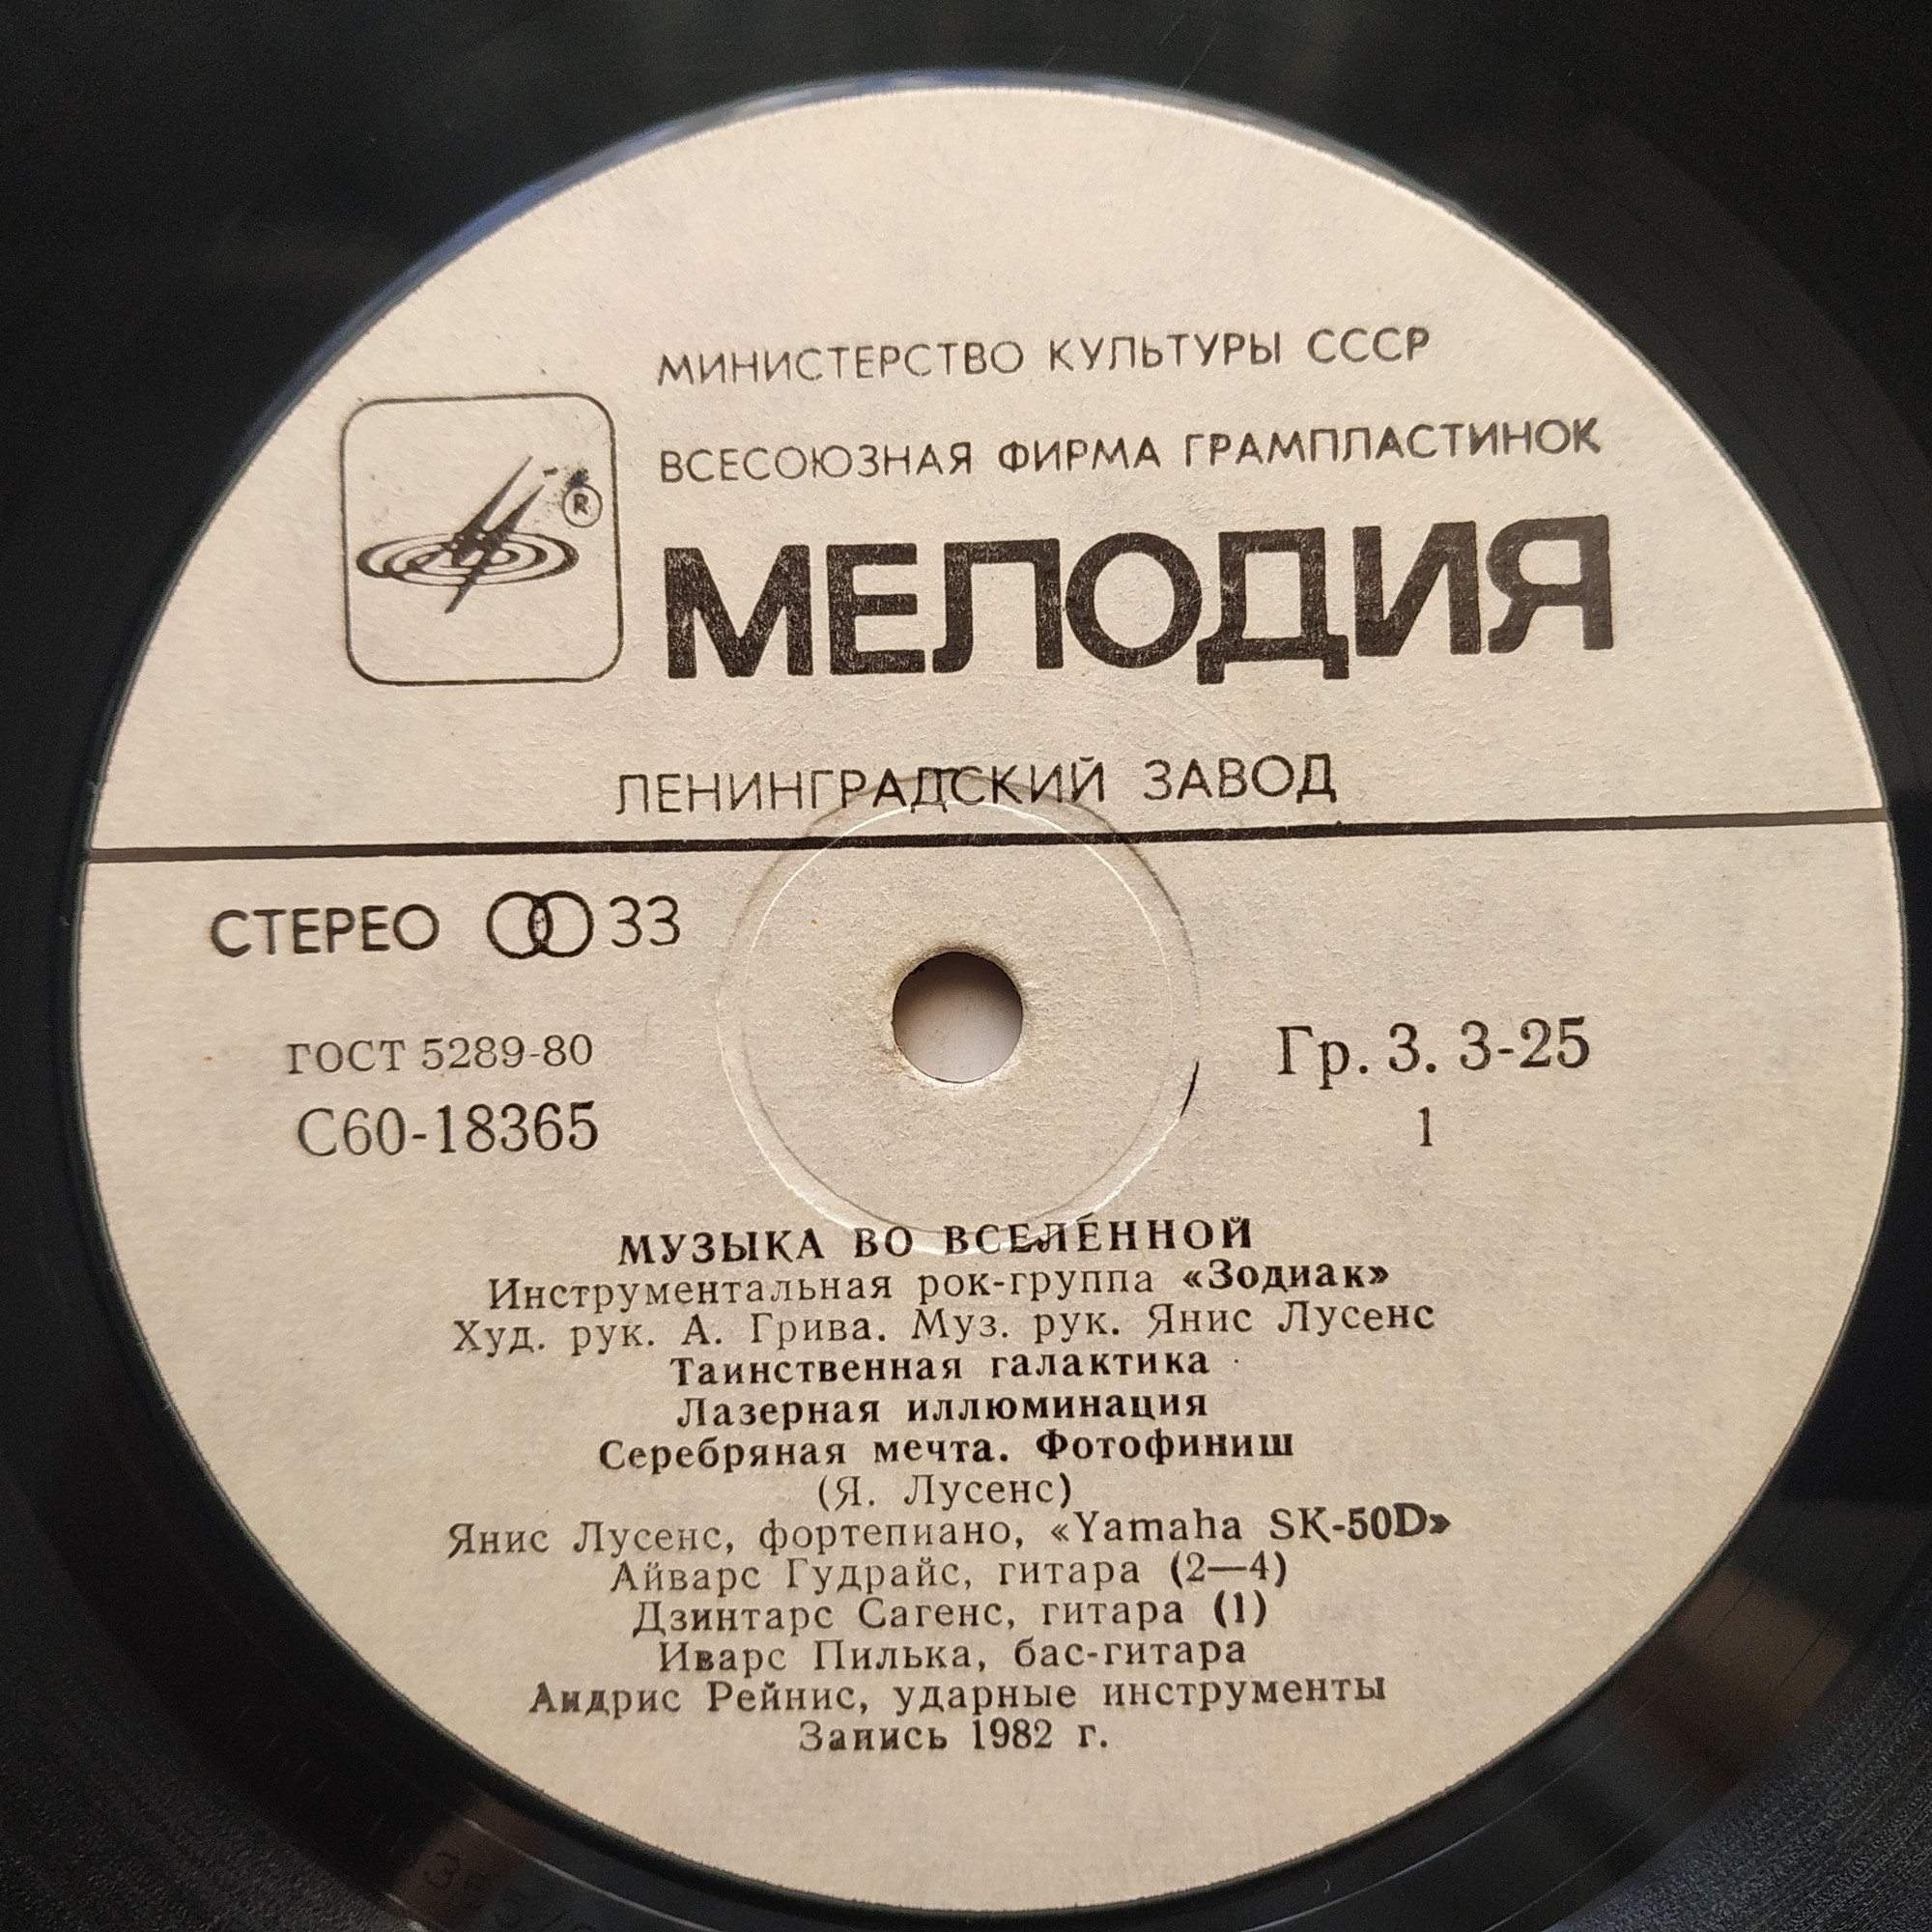 МИНИСТЕРСТВО КУЛЬТУРЫ СССР
ВСЕСОЮЗНАЯ ФИРМА ГРАМПЛАСТИНОК
®
МЕЛОДИЯ
ЛЕНИНГРАДСКИЙ ЗАВОД
СТЕРЕО 33
ГОСТ 5289-80
Гр. 3. 3-25
С60-18365
1
МУЗЫКА ВО ВСЕЛЕННОЙ
Инструментальная рок-группа «Зодиак»
Худ. рук. А. Грива. Муз. рук. Янис Лусенс
Таинственная галактика
Лазерная иллюминация
Серебряная мечта. Фотофиниш
(Я. Лусенс)
Янис Лусенс, фортепиано, «Yamaha SK-50D»
Айварс Гудрайс, гитара (2—4)
Дзинтарс Сагенс, гитара (1)
Иварс Пилька, бас-гитара
Андрис Рейнис, ударные инструменты
Запись 1982 г.